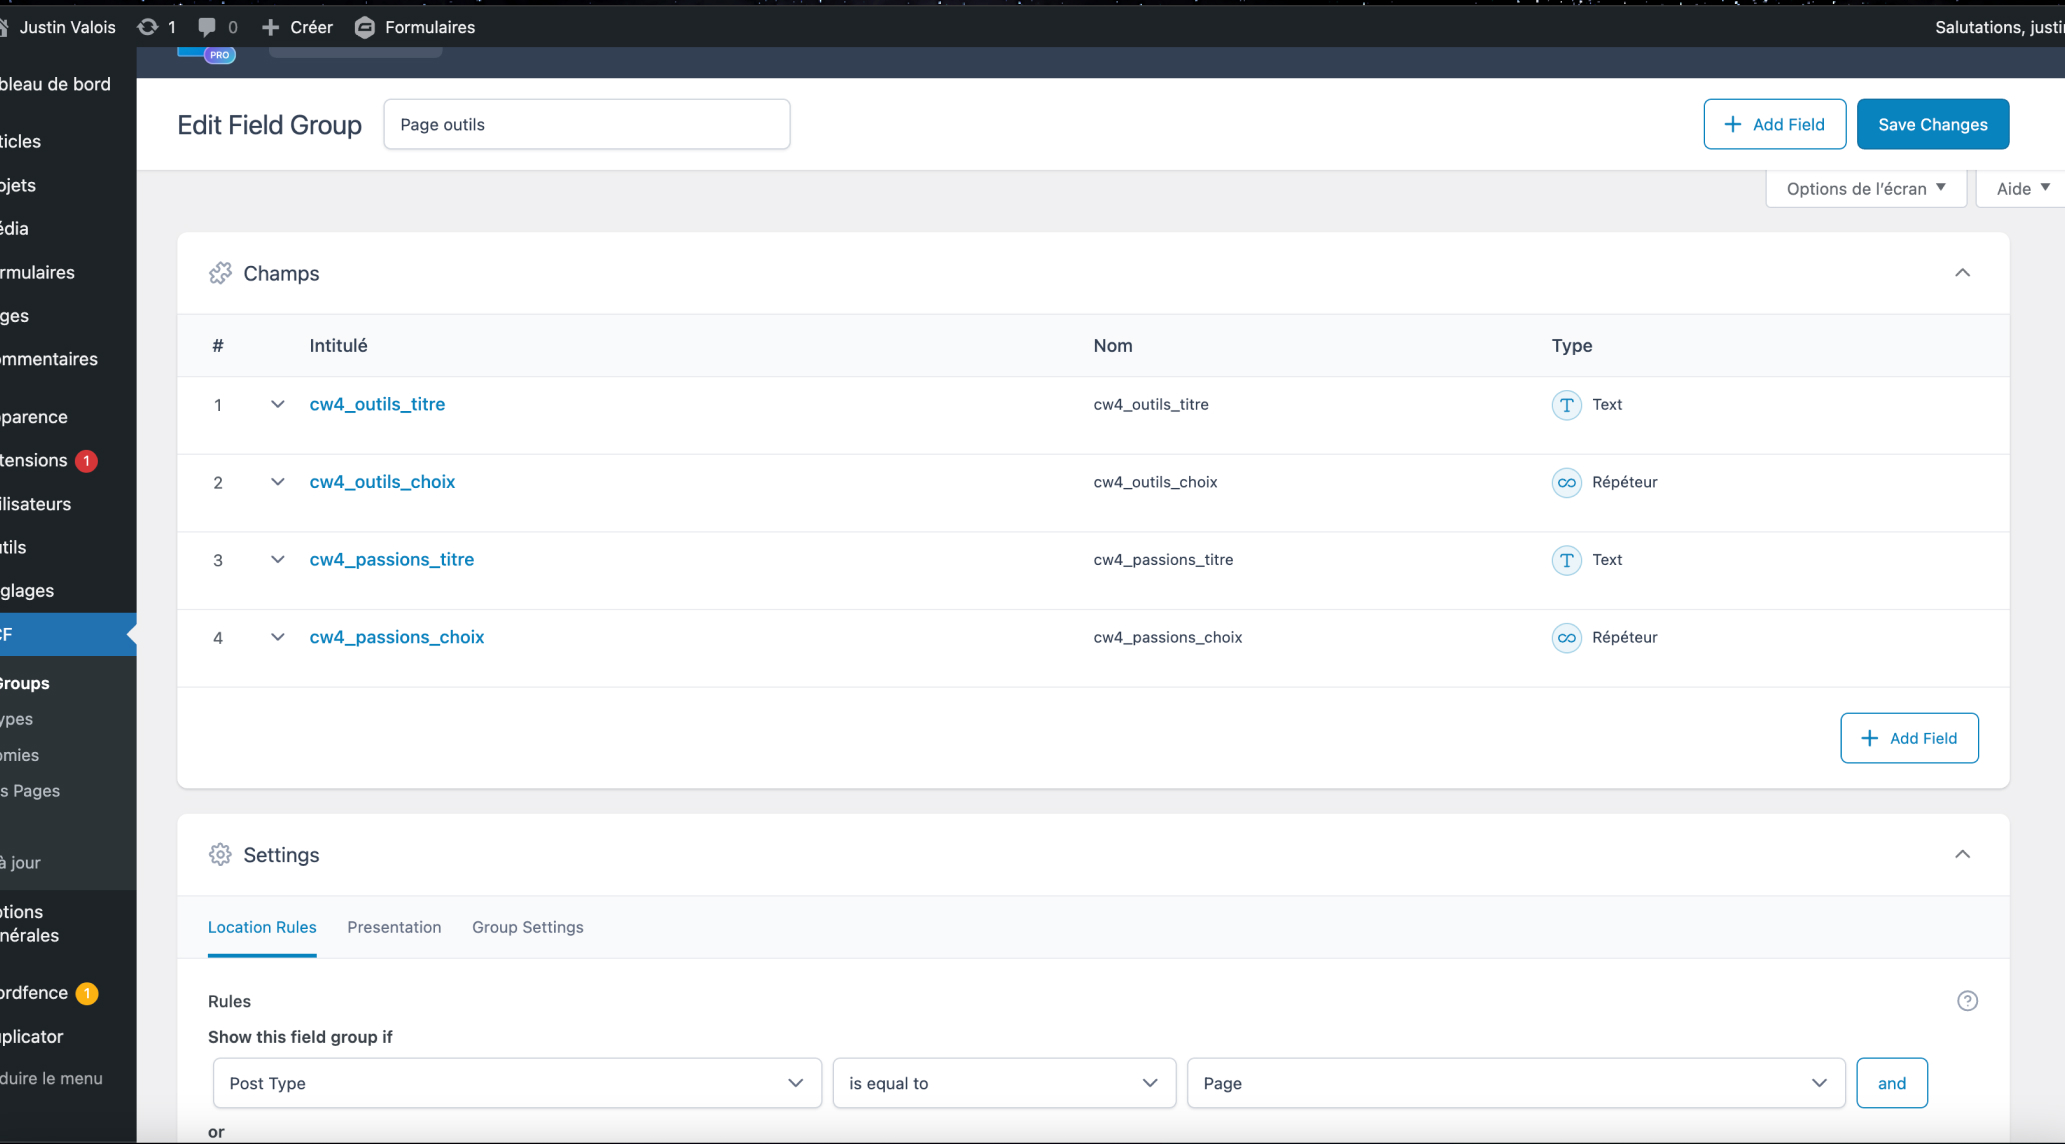 Justin Valois 1 0 Créer Formulaires Salutations, justi
PRO
bleau de bord
Edit Field Group Page outils Add Field Save Changes
ticles
ojets
Options de l'écran Aide
édia
rmulaires
Champs
ges
# Intitulé Nom Type
ommentaires
1 cw4_outils_titre cw4_outils_titre T Text
parence
tensions 1
2 cw4_outils_choix cw4_outils_choix Répéteur
ilisateurs
tils
3 cw4_passions_titre cw4_passions_titre T Text
glages
CF
4 cw4_passions_choix cw4_passions_choix Répéteur
Groups
ypes
Add Field
omies
s Pages
à jour
Settings
otions
nérales
Location Rules Presentation Group Settings
ordfence 1
Rules
Show this field group if
plicator
duire le menu
Post Type is equal to Page and
or